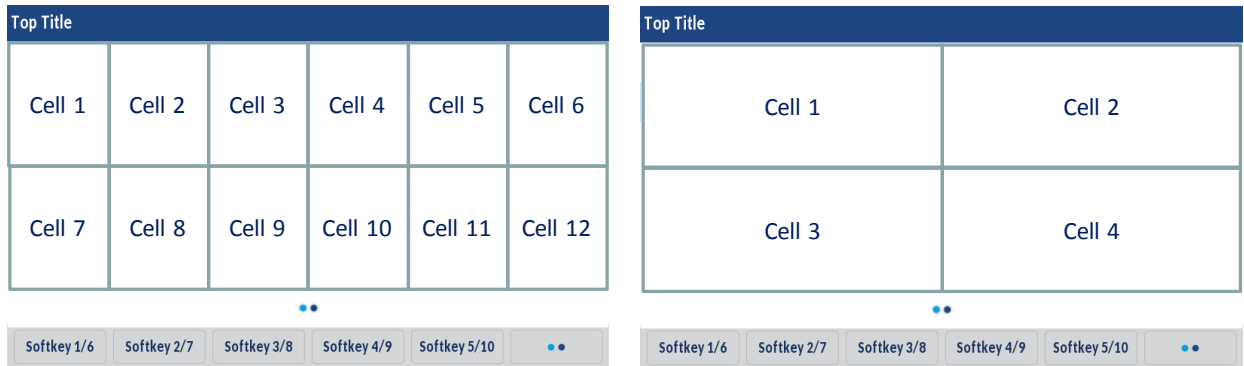 Top Title
Cell 1 Cell 2 Cell 3 Cell 4 Cell 5 Cell 6
Cell 7 Cell 8 Cell 9 Cell 10 Cell 11 Cell 12
Softkey 1/6 Softkey 2/7 Softkey 3/8 Softkey 4/9 Softkey 5/10
Top Title
Cell 1 Cell 2
Cell 3 Cell 4
Softkey 1/6 Softkey 2/7 Softkey 3/8 Softkey 4/9 Softkey 5/10